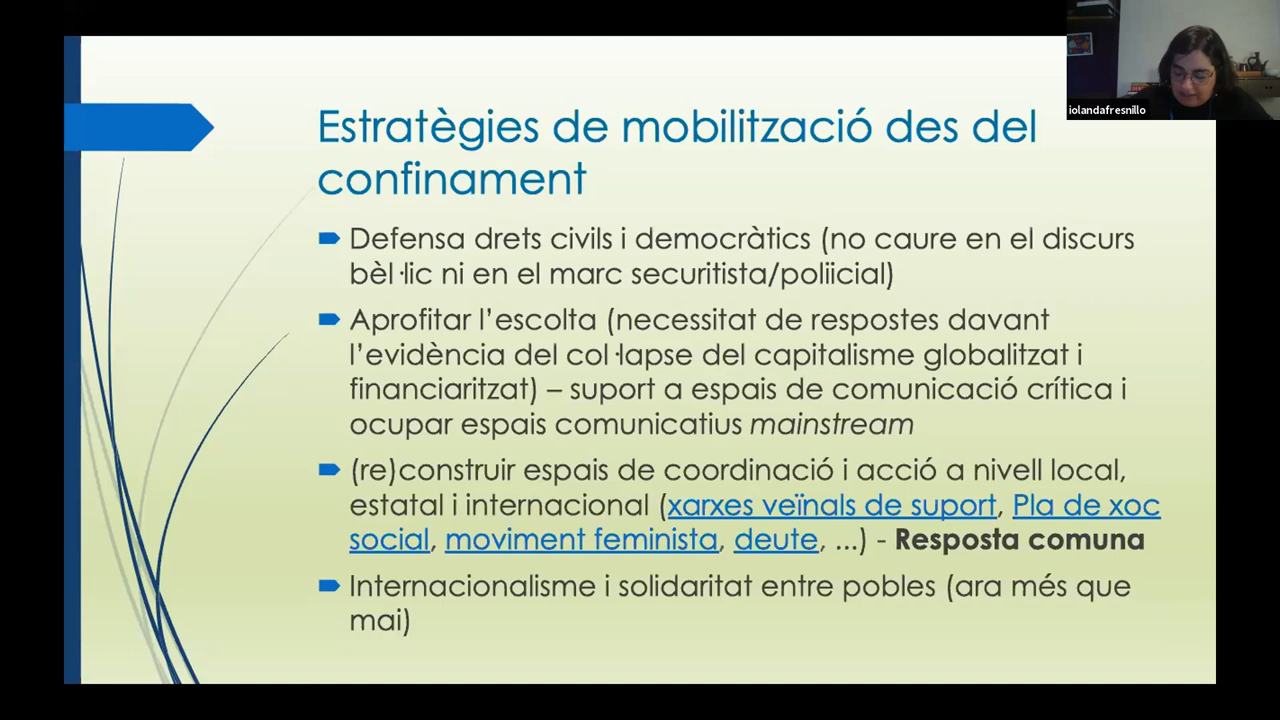 iolandafresnillo
Estratègies de mobilització des del
confinament
Defensa drets civils i democràtics (no caure en el discurs
bèl·lic ni en el marc securitista/poliicial)
Aprofitar l’escolta (necessitat de respostes davant
l’evidència del col·lapse del capitalisme globalitzat i
financiaritzat) – suport a espais de comunicació crítica i
ocupar espais comunicatius mainstream
(re)construir espais de coordinació i acció a nivell local,
estatal i internacional (xarxes veïnals de suport, Pla de xoc
social, moviment feminista, deute, ...) - Resposta comuna
Internacionalisme i solidaritat entre pobles (ara més que
mai)